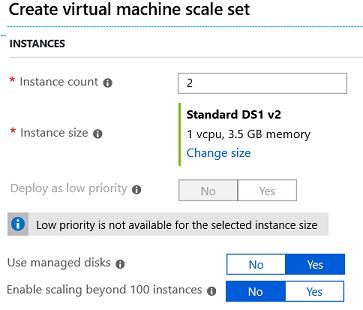 Create virtual machine scale set
INSTANCES
* Instance count i 2
Standard DS1 v2
* Instance size i 1 vcpu, 3.5 GB memory
Change size
Deploy as low priority i No Yes
i Low priority is not available for the selected instance size
Use managed disks i No Yes
Enable scaling beyond 100 instances i No Yes